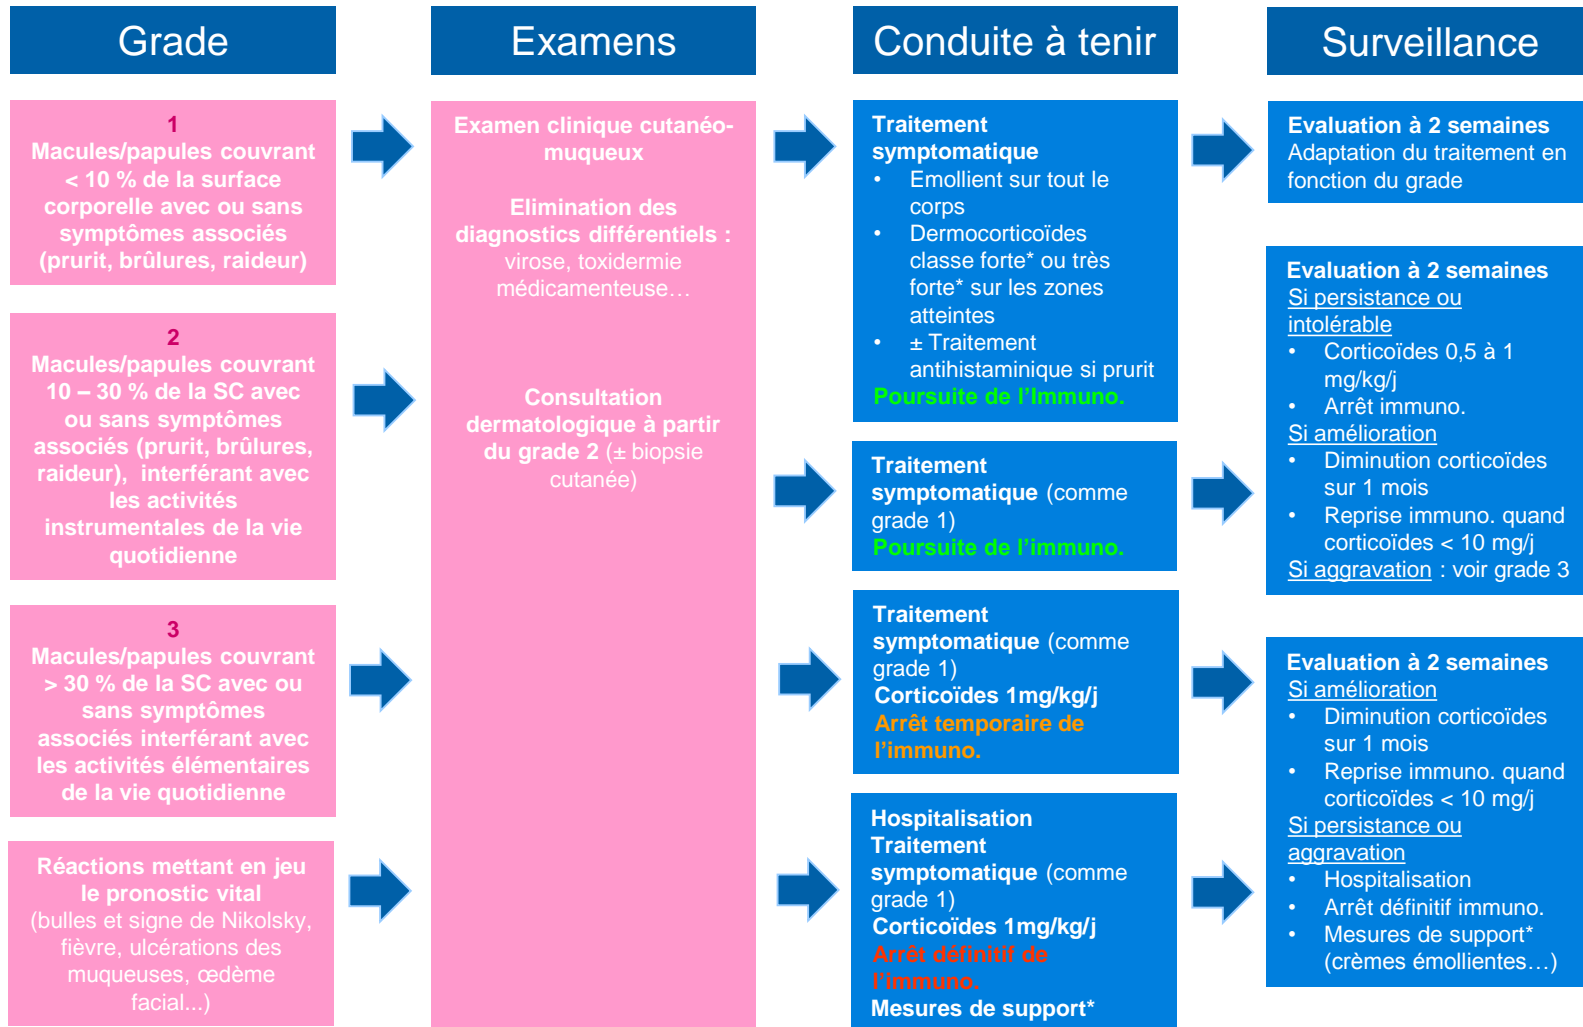 Grade
Examens
Conduite à tenir
Surveillance
1
Macules/papules couvrant
< 10 % de la surface
corporelle avec ou sans
symptômes associés
(prurit, brûlures, raideur)
2
Macules/papules couvrant
10 – 30 % de la SC avec
ou sans symptômes
associés (prurit, brûlures,
raideur), interférant avec
les activités
instrumentales de la vie
quotidienne
3
Macules/papules couvrant
> 30 % de la SC avec ou
sans symptômes
associés interférant avec
les activités élémentaires
de la vie quotidienne
Réactions mettant en jeu
le pronostic vital
(bulles et signe de Nikolsky,
fièvre, ulcérations des
muqueuses, œdème
facial...)
Examen clinique cutanéo-
muqueux
Elimination des
diagnostics différentiels :
virose, toxidermie
médicamenteuse…
Consultation
dermatologique à partir
du grade 2 (± biopsie
cutanée)
Traitement
symptomatique
• Emollient sur tout le
corps
• Dermocorticoïdes
classe forte* ou très
forte* sur les zones
atteintes
• ± Traitement
antihistaminique si prurit
Poursuite de l’Immuno.
Traitement
symptomatique (comme
grade 1)
Poursuite de l’immuno.
Traitement
symptomatique (comme
grade 1)
Corticoïdes 1mg/kg/j
Arrêt temporaire de
l’immuno.
Hospitalisation
Traitement
symptomatique (comme
grade 1)
Corticoïdes 1mg/kg/j
Arrêt définitif de
l’immuno.
Mesures de support*
Evaluation à 2 semaines
Adaptation du traitement en
fonction du grade
Evaluation à 2 semaines
Si persistance ou
intolérable
• Corticoïdes 0,5 à 1
mg/kg/j
• Arrêt immuno.
Si amélioration
• Diminution corticoïdes
sur 1 mois
• Reprise immuno. quand
corticoïdes < 10 mg/j
Si aggravation : voir grade 3
Evaluation à 2 semaines
Si amélioration
• Diminution corticoïdes
sur 1 mois
• Reprise immuno. quand
corticoïdes < 10 mg/j
Si persistance ou
aggravation
• Hospitalisation
• Arrêt définitif immuno.
• Mesures de support*
(crèmes émollientes…)